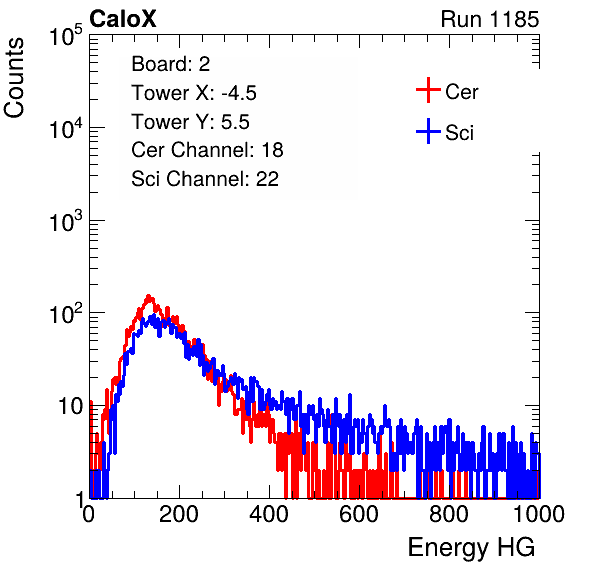 CaloX Run 1185
Counts
Board: 2
Tower X: -4.5
Tower Y: 5.5
Cer Channel: 18
Sci Channel: 22
Cer
Sci
10^5
10^4
10^3
10^2
10
1
0 200 400 600 800 1000
Energy HG